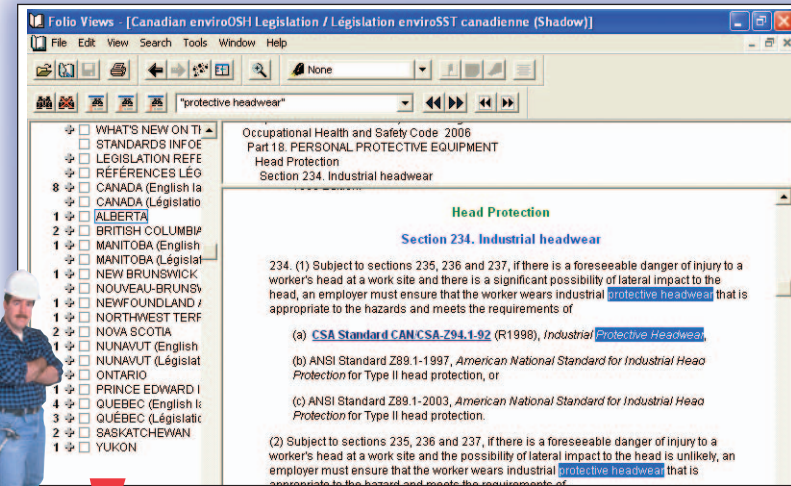 Folio Views - [Canadian enviroOSH Legislation / Législation enviroSST canadienne (Shadow)]
File Edit View Search Tools Window Help
None
"protective headwear"
WHAT'S NEW ON TH
STANDARDS INFOE
LEGISLATION REFE
RÉFÉRENCES LÉG
8 CANADA (English la
CANADA (Législatio
1 ALBERTA
2 BRITISH COLUMBIA
1 MANITOBA (English
MANITOBA (Législat
1 NEW BRUNSWICK
NOUVEAU-BRUNSW
1 NEWFOUNDLAND A
1 NORTHWEST TERR
2 NOVA SCOTIA
1 NUNAVUT (English
NUNAVUT (Législat
ONTARIO
1 PRINCE EDWARD I
4 QUEBEC (English la
3 QUÉBEC (Législatio
2 SASKATCHEWAN
1 YUKON
Occupational Health and Safety Code 2006
Part 18. PERSONAL PROTECTIVE EQUIPMENT
Head Protection
Section 234. Industrial headwear
Head Protection
Section 234. Industrial headwear
234. (1) Subject to sections 235, 236 and 237, if there is a foreseeable danger of injury to a
worker's head at a work site and there is a significant possibility of lateral impact to the
head, an employer must ensure that the worker wears industrial protective headwear that is
appropriate to the hazards and meets the requirements of
(a) CSA Standard CAN/CSA-Z94.1-92 (R1998), Industrial Protective Headwear,
(b) ANSI Standard Z89.1-1997, American National Standard for Industrial Head
Protection for Type II head protection, or
(c) ANSI Standard Z89.1-2003, American National Standard for Industrial Head
Protection for Type II head protection.
(2) Subject to sections 235, 236 and 237, if there is a foreseeable danger of injury to a
worker's head at a work site and the possibility of lateral impact to the head is unlikely, an
employer must ensure that the worker wears industrial protective headwear that is
appropriate to the hazard and meets the requirements of